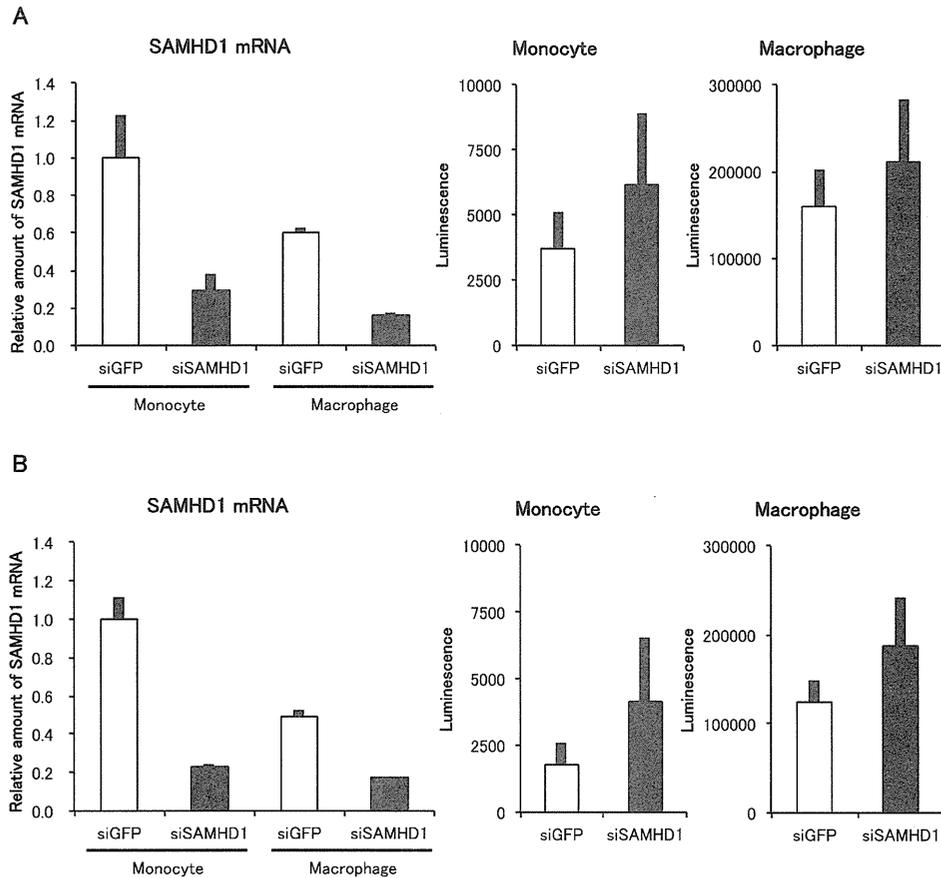 A
SAMHD1 mRNA
Relative amount of SAMHD1 mRNA
1.4
1.2
1.0
0.8
0.6
0.4
0.2
0.0
siGFP siSAMHD1 siGFP siSAMHD1
Monocyte Macrophage
Monocyte
Luminescence
10000
7500
5000
2500
0
siGFP siSAMHD1
Macrophage
Luminescence
300000
200000
100000
0
siGFP siSAMHD1
B
SAMHD1 mRNA
Relative amount of SAMHD1 mRNA
1.4
1.2
1.0
0.8
0.6
0.4
0.2
0.0
siGFP siSAMHD1 siGFP siSAMHD1
Monocyte Macrophage
Monocyte
Luminescence
10000
7500
5000
2500
0
siGFP siSAMHD1
Macrophage
Luminescence
300000
200000
100000
0
siGFP siSAMHD1